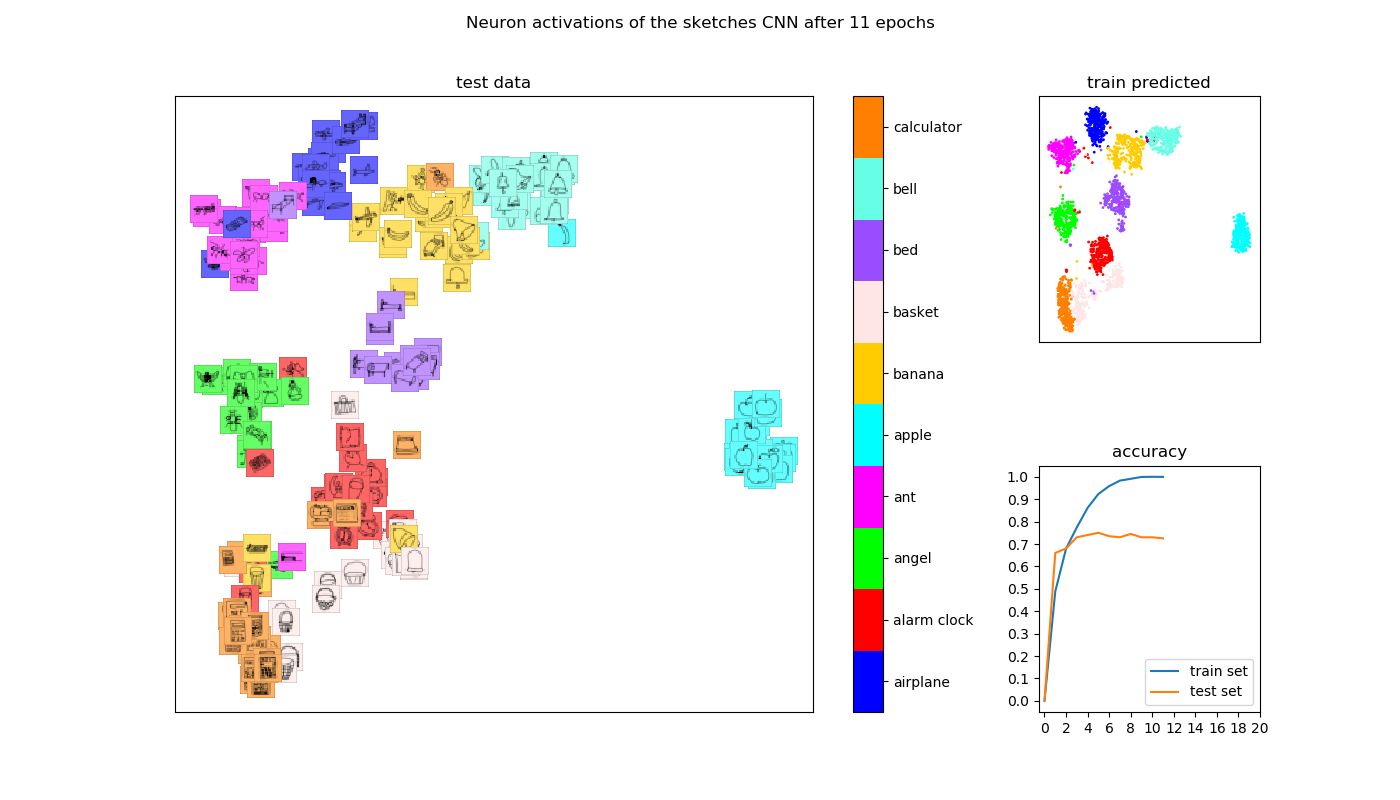 Neuron activations of the sketches CNN after 11 epochs
test data
calculator
bell
bed
basket
banana
apple
ant
angel
alarm clock
airplane
train predicted
accuracy
1.0
0.9
0.8
0.7
0.6
0.5
0.4
0.3
0.2
0.1
0.0
train set
test set
0 2 4 6 8 10 12 14 16 18 20